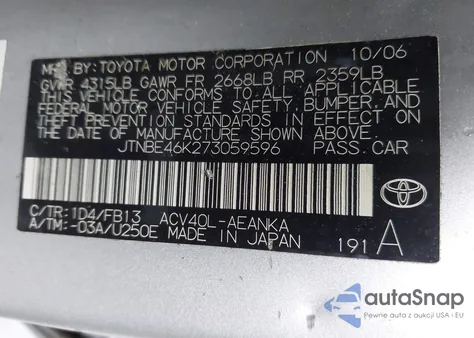 MFD BY: TOYOTA MOTOR CORPORATION 10/06
GVWR 4315LB GAWR FR 2668LB RR 2359LB
THIS VEHICLE CONFORMS TO ALL APPLICABLE
FEDERAL MOTOR VEHICLE SAFETY, BUMPER, AND
THEFT PREVENTION STANDARDS IN EFFECT ON
THE DATE OF MANUFACTURE SHOWN ABOVE.
JTNBE46K273059596 PASS.CAR
C/TR:1D4/FB13 ACV40L-AEANKA
A/TM:-03A/U250E MADE IN JAPAN 191 A
TOYOTA
autoSnap
Pewne auta z aukcji USA - EU